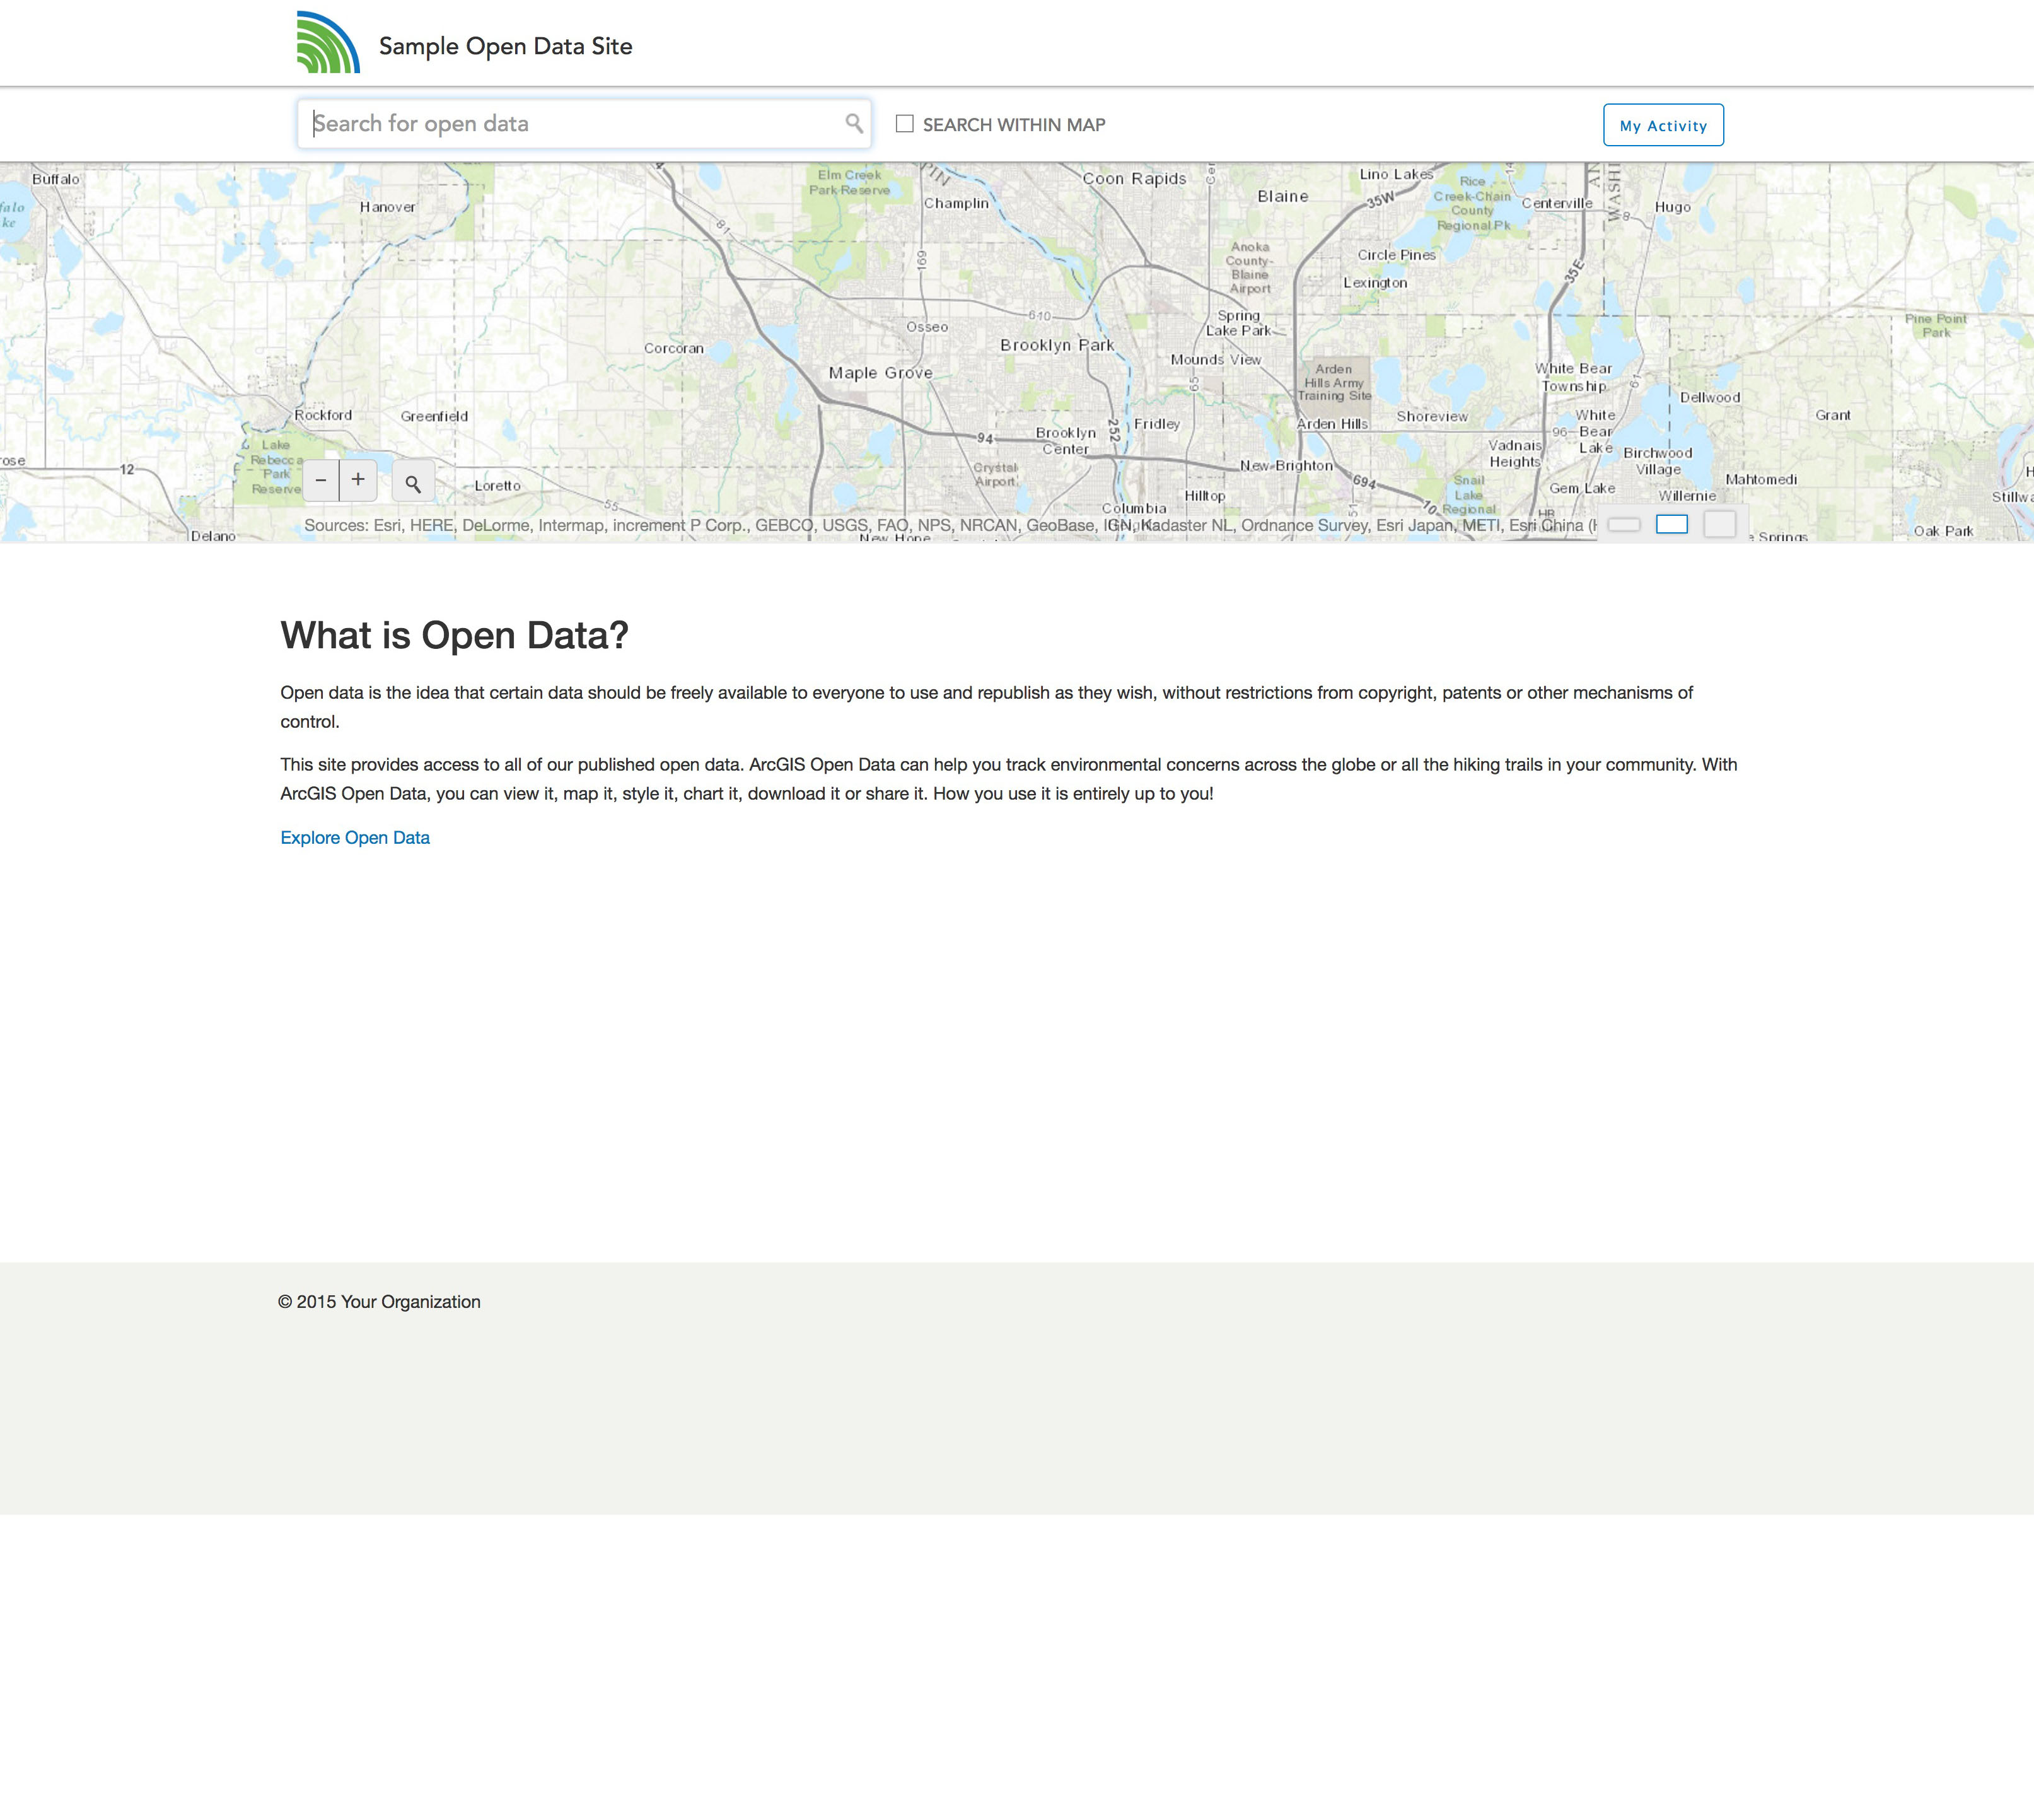 Sample Open Data Site
Search for open data
SEARCH WITHIN MAP
My Activity
Buffalo
Hanover
Elm Creek
Park Reserve
Champlin
Coon Rapids
Blaine
Lino Lakes
35W
Rice
Creek-Chain
County
Regional Pk
Centerville
Hugo
8
81
169
Anoka
County-
Blaine
Airport
Circle Pines
Lexington
35E
610
Osseo
Spring
Lake Park
Pine Point
Park
Corcoran
Brooklyn Park
Mounds View
Maple Grove
65
Arden
Hills Army
Training Site
White Bear
Township
61
Dellwood
Rockford
Greenfield
252
Fridley
Arden Hills
Shoreview
White
Bear
Lake
96
Grant
Lake
Rebecca
Park
Reserve
12
94
Brooklyn
Center
Vadnais
Heights
Birchwood
Village
Crystal
Airport
New Brighton
694
Snail
Lake
Regional
Gem Lake
Mahtomedi
Willernie
− +
Loretto
55
Hilltop
Columbia
10
51
Delano
New Hope
Oak Park
Sources: Esri, HERE, DeLorme, Intermap, increment P Corp., GEBCO, USGS, FAO, NPS, NRCAN, GeoBase, IGN, Kadaster NL, Ordnance Survey, Esri Japan, METI, Esri China (
What is Open Data?
Open data is the idea that certain data should be freely available to everyone to use and republish as they wish, without restrictions from copyright, patents or other mechanisms of
control.
This site provides access to all of our published open data. ArcGIS Open Data can help you track environmental concerns across the globe or all the hiking trails in your community. With
ArcGIS Open Data, you can view it, map it, style it, chart it, download it or share it. How you use it is entirely up to you!
Explore Open Data
© 2015 Your Organization